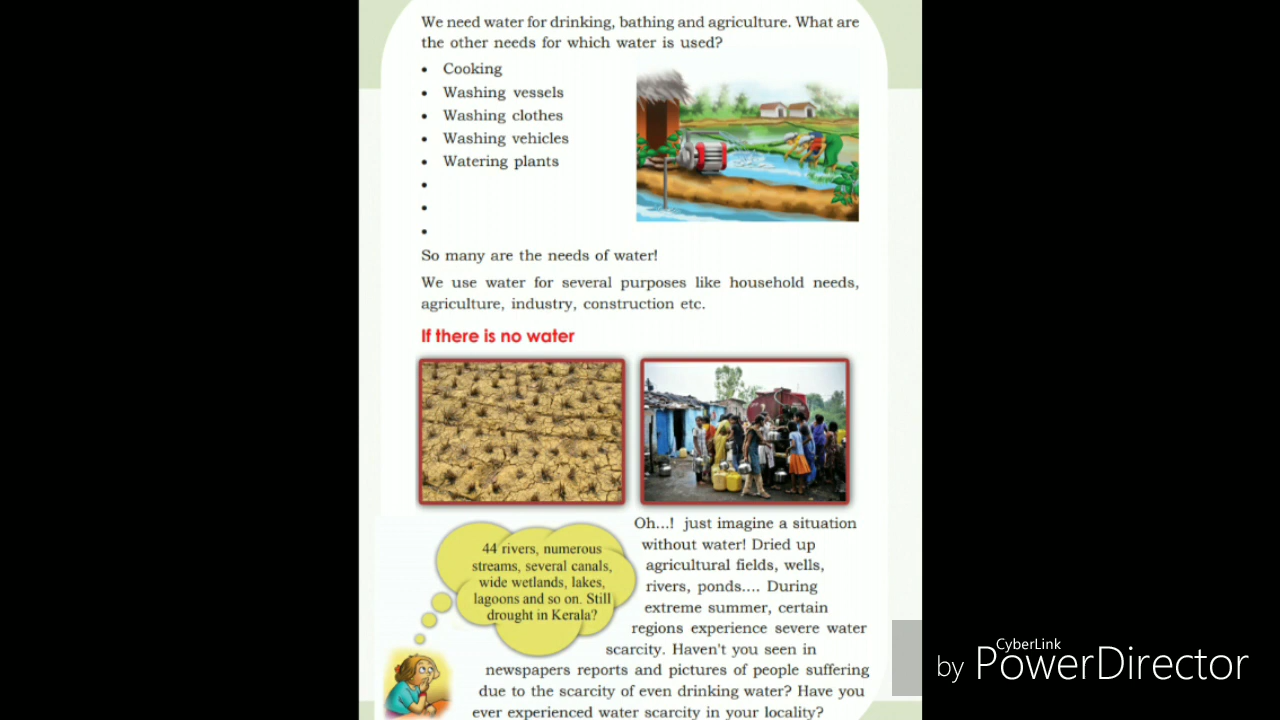 We need water for drinking, bathing and agriculture. What are
the other needs for which water is used?
• Cooking
• Washing vessels
• Washing clothes
• Washing vehicles
• Watering plants
•
•
•
So many are the needs of water!
We use water for several purposes like household needs,
agriculture, industry, construction etc.
If there is no water
44 rivers, numerous
streams, several canals,
wide wetlands, lakes,
lagoons and so on. Still
drought in Kerala?
Oh...! just imagine a situation
without water! Dried up
agricultural fields, wells,
rivers, ponds.... During
extreme summer, certain
regions experience severe water
scarcity. Haven't you seen in
newspapers reports and pictures of people suffering
due to the scarcity of even drinking water? Have you
ever experienced water scarcity in your locality?
CyberLink
by PowerDirector